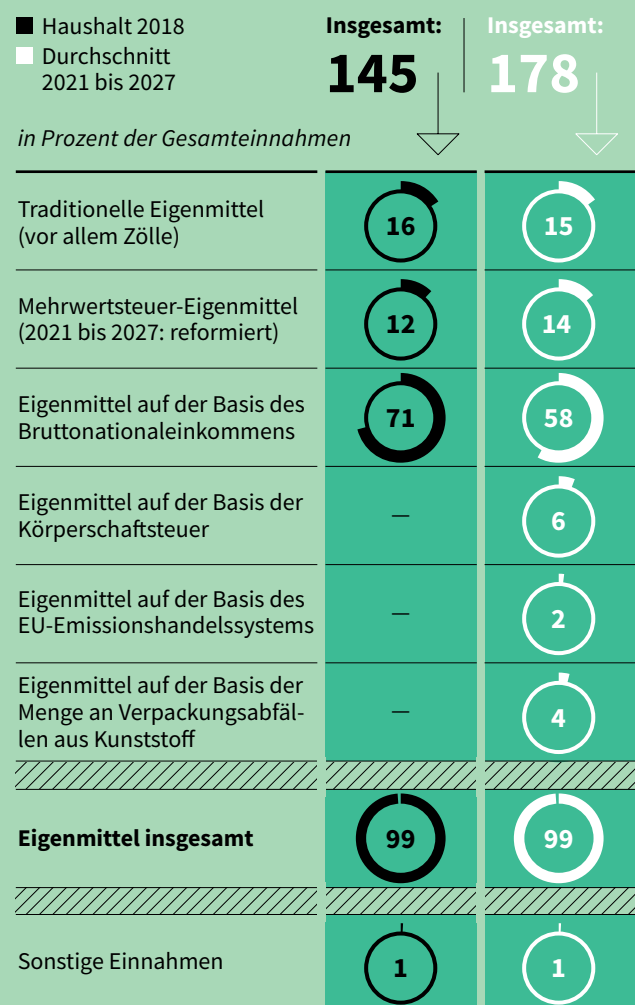 Haushalt 2018
Durchschnitt
2021 bis 2027
Insgesamt:
145
Insgesamt:
178
in Prozent der Gesamteinnahmen
Traditionelle Eigenmittel
(vor allem Zölle)
16
15
Mehrwertsteuer-Eigenmittel
(2021 bis 2027: reformiert)
12
14
Eigenmittel auf der Basis des
Bruttonationaleinkommens
71
58
Eigenmittel auf der Basis der
Körperschaftsteuer
–
6
Eigenmittel auf der Basis des
EU-Emissionshandelssystems
–
2
Eigenmittel auf der Basis der
Menge an Verpackungsabfäl-
len aus Kunststoff
–
4
Eigenmittel insgesamt
99
99
Sonstige Einnahmen
1
1